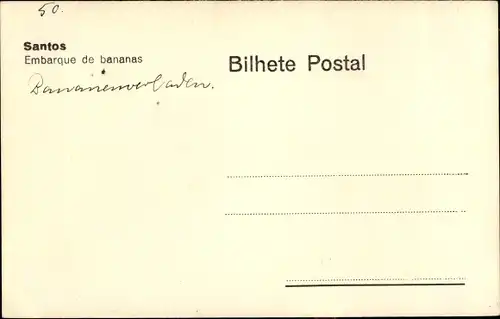 50.
Santos
Embarque de bananas
Bananenverladen.
Bilhete Postal